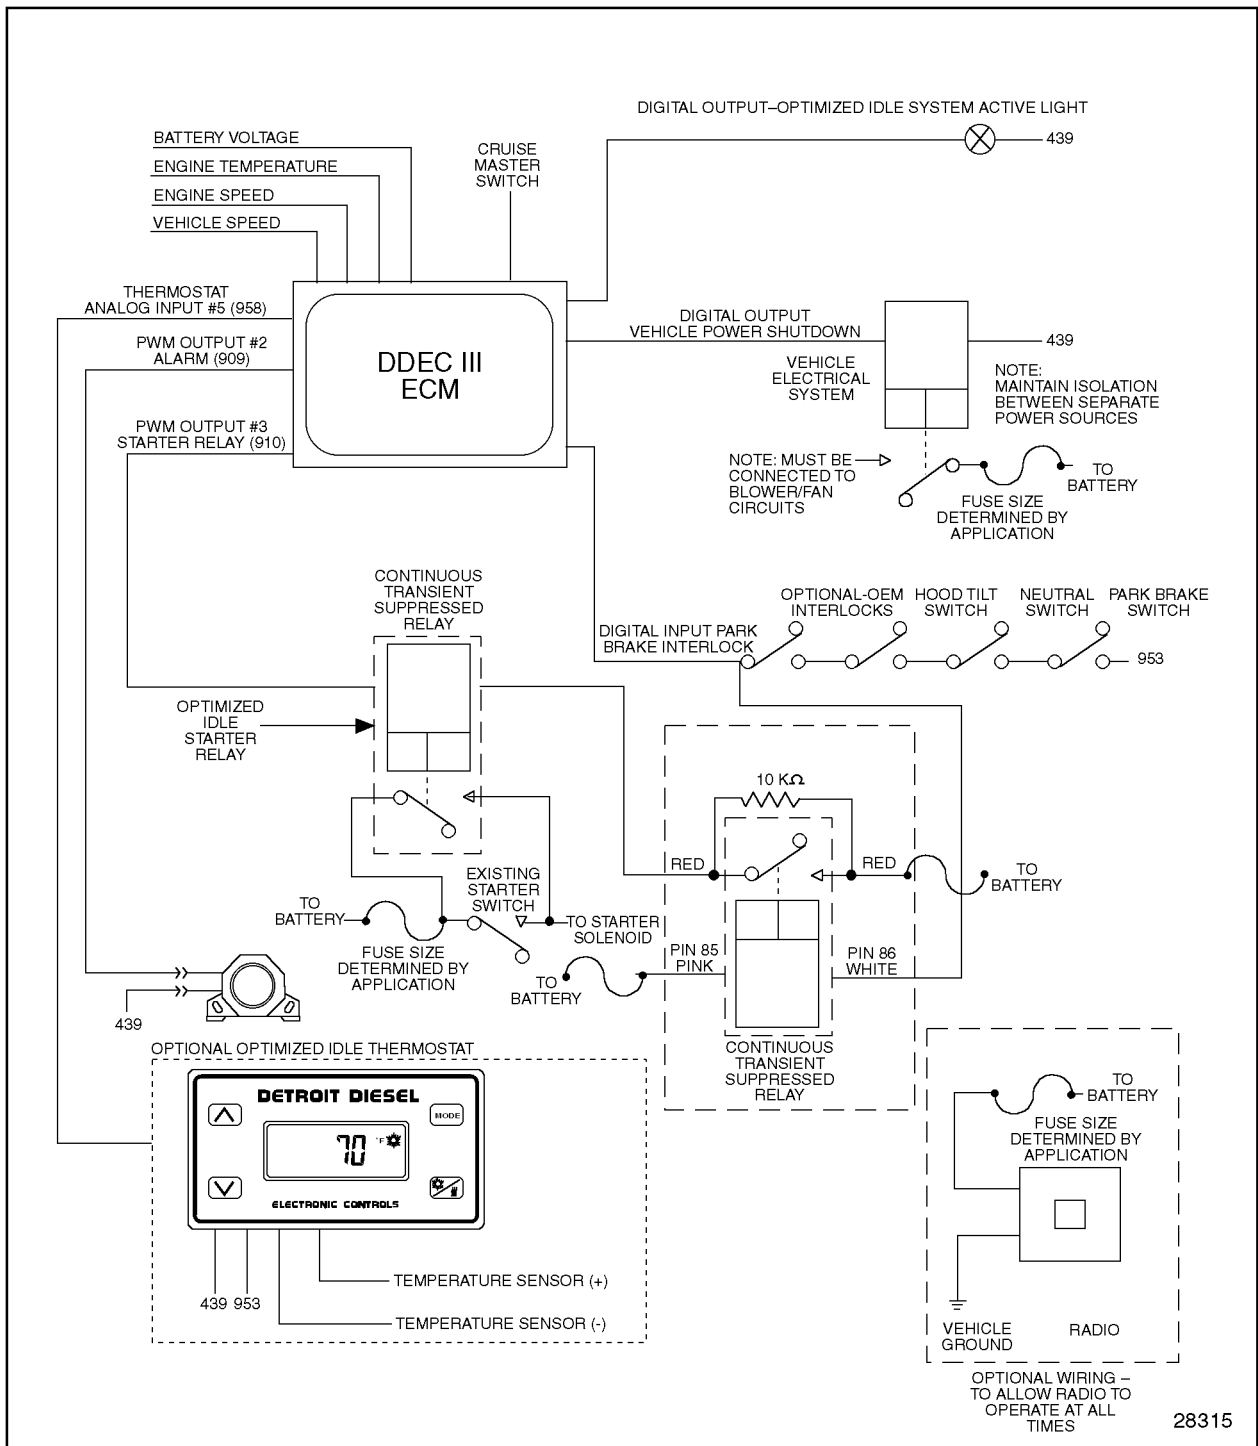 DIGITAL OUTPUT–OPTIMIZED IDLE SYSTEM ACTIVE LIGHT
439
BATTERY VOLTAGE
ENGINE TEMPERATURE
ENGINE SPEED
VEHICLE SPEED
CRUISE
MASTER
SWITCH
THERMOSTAT
ANALOG INPUT #5 (958)
PWM OUTPUT #2
ALARM (909)
PWM OUTPUT #3
STARTER RELAY (910)
DDEC III
ECM
DIGITAL OUTPUT
VEHICLE POWER SHUTDOWN
439
VEHICLE
ELECTRICAL
SYSTEM
NOTE:
MAINTAIN ISOLATION
BETWEEN SEPARATE
POWER SOURCES
NOTE: MUST BE
CONNECTED TO
BLOWER/FAN
CIRCUITS
TO
BATTERY
FUSE SIZE
DETERMINED BY
APPLICATION
CONTINUOUS
TRANSIENT
SUPPRESSED
RELAY
OPTIONAL-OEM
INTERLOCKS
HOOD TILT
SWITCH
NEUTRAL
SWITCH
PARK BRAKE
SWITCH
DIGITAL INPUT PARK
BRAKE INTERLOCK
953
OPTIMIZED
IDLE
STARTER
RELAY
10 KΩ
RED
RED
TO
BATTERY
EXISTING
STARTER
SWITCH
TO
BATTERY
TO STARTER
SOLENOID
FUSE SIZE
DETERMINED BY
APPLICATION
TO
BATTERY
PIN 85
PINK
PIN 86
WHITE
439
CONTINUOUS
TRANSIENT
SUPPRESSED
RELAY
OPTIONAL OPTIMIZED IDLE THERMOSTAT
DETROIT DIESEL
MODE
70 °F
ELECTRONIC CONTROLS
439 953
TEMPERATURE SENSOR (+)
TEMPERATURE SENSOR (-)
TO
BATTERY
FUSE SIZE
DETERMINED BY
APPLICATION
VEHICLE
GROUND
RADIO
OPTIONAL WIRING –
TO ALLOW RADIO TO
OPERATE AT ALL
TIMES
28315